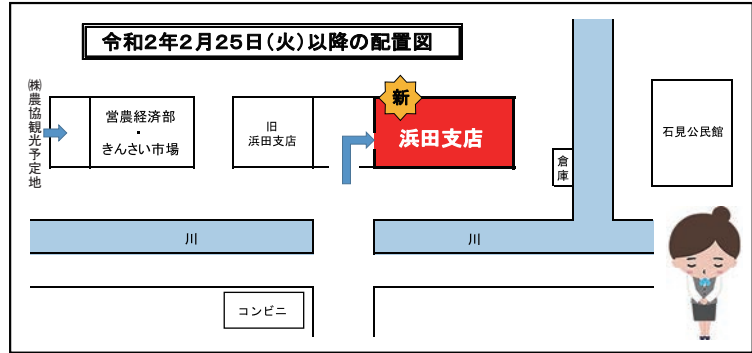 令和2年2月25日(火)以降の配置図
㈱農協観光予定地
営農経済部
・
きんさい市場
旧
浜田支店
新
浜田支店
倉庫
石見公民館
川
川
コンビニ